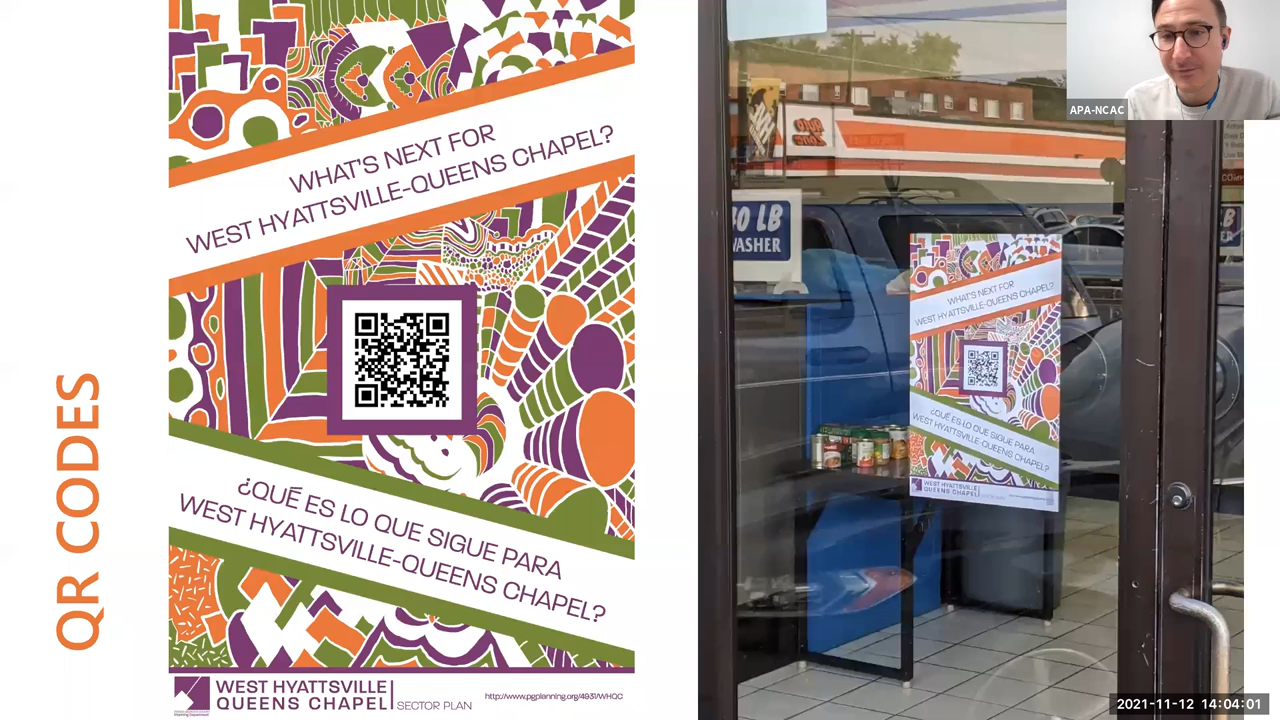 QR CODES
WHAT'S NEXT FOR
WEST HYATTSVILLE-QUEENS CHAPEL?
¿QUÉ ES LO QUE SIGUE PARA
WEST HYATTSVILLE-QUEENS CHAPEL?
WEST HYATTSVILLE
QUEENS CHAPEL
SECTOR PLAN
http://www.pgplanning.org/4931/WHQC
40 LB
WASHER
WHAT'S NEXT FOR
WEST HYATTSVILLE-QUEENS CHAPEL?
¿QUÉ ES LO QUE SIGUE PARA
WEST HYATTSVILLE-QUEENS CHAPEL?
WEST HYATTSVILLE
QUEENS CHAPEL
SECTOR PLAN
APA-NCAC
2021-11-12 14:04:01